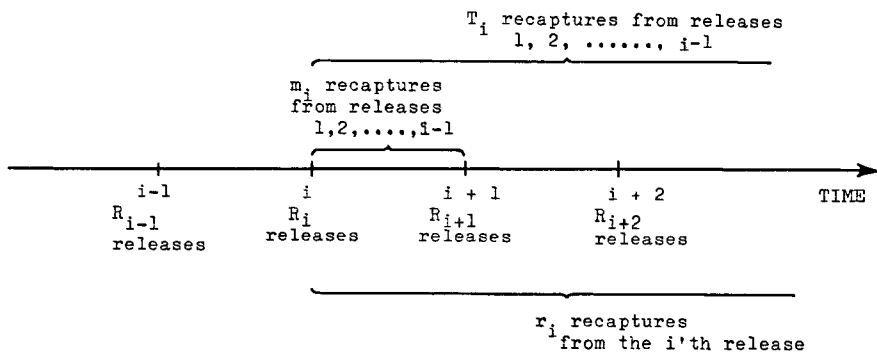 T_i recaptures from releases
1, 2, ......, i-1
m_i recaptures
from releases
1,2,....,i-1
i-1
i
i + 1
i + 2
TIME
R_{i-1}
releases
R_i
releases
R_{i+1}
releases
R_{i+2}
releases
r_i recaptures
from the i'th release